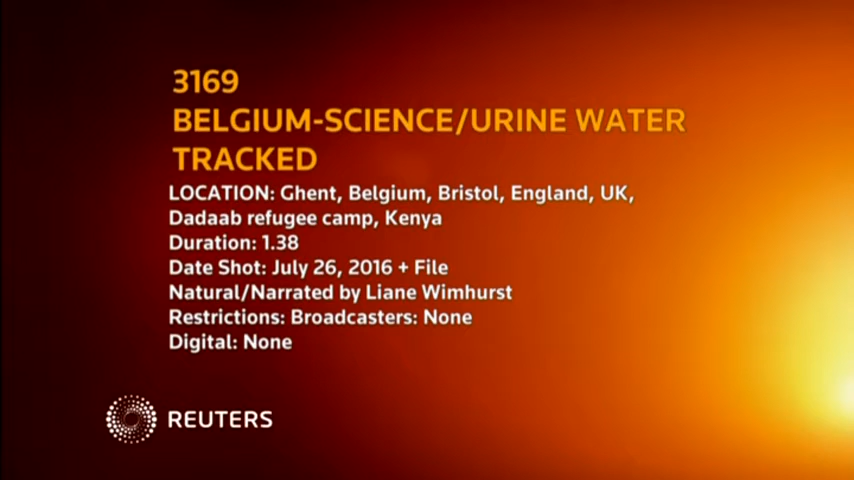 3169
BELGIUM-SCIENCE/URINE WATER
TRACKED
LOCATION: Ghent, Belgium, Bristol, England, UK,
Dadaab refugee camp, Kenya
Duration: 1.38
Date Shot: July 26, 2016 + File
Natural/Narrated by Liane Wimhurst
Restrictions: Broadcasters: None
Digital: None
REUTERS